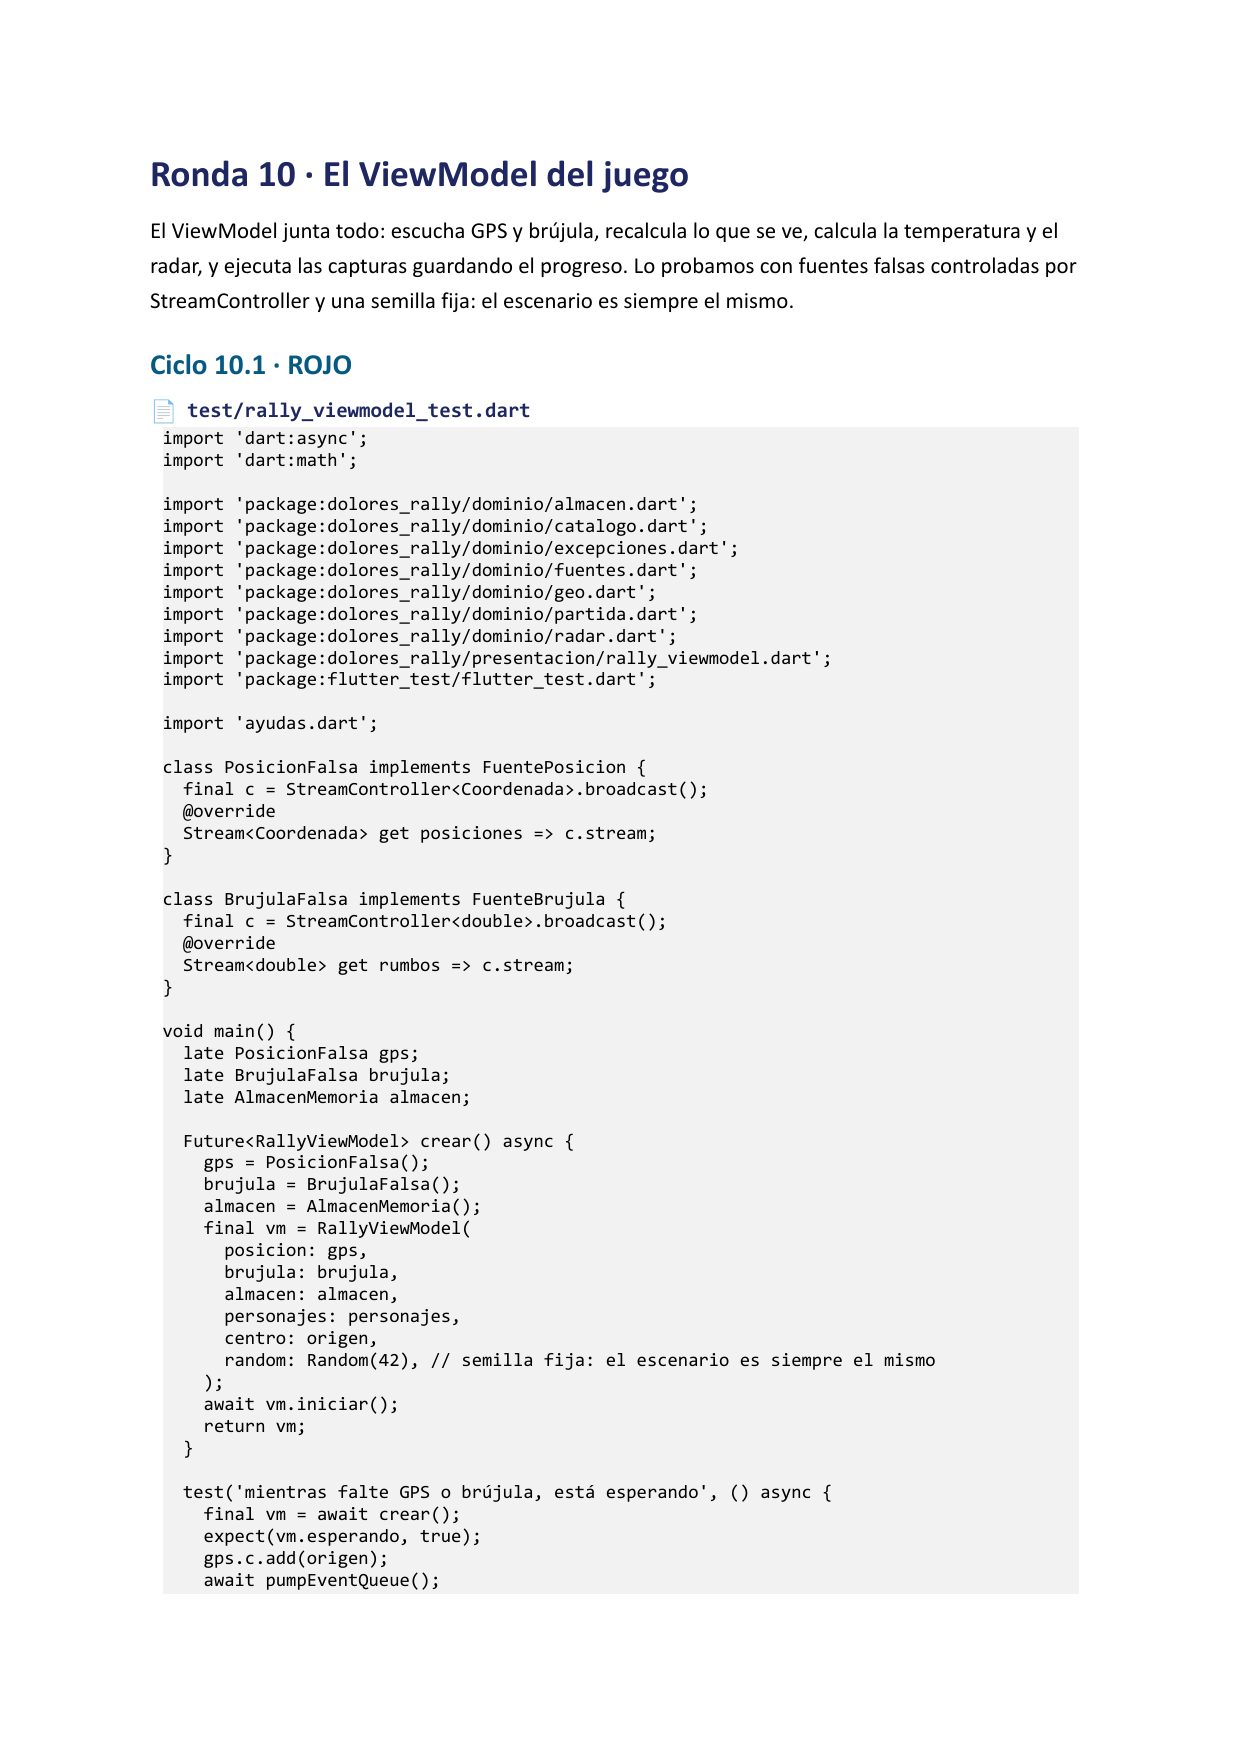 Ronda 10 · El ViewModel del juego
El ViewModel junta todo: escucha GPS y brújula, recalcula lo que se ve, calcula la temperatura y el
radar, y ejecuta las capturas guardando el progreso. Lo probamos con fuentes falsas controladas por
StreamController y una semilla fija: el escenario es siempre el mismo.
Ciclo 10.1 · ROJO
📄 test/rally_viewmodel_test.dart
import 'dart:async';
import 'dart:math';

import 'package:dolores_rally/dominio/almacen.dart';
import 'package:dolores_rally/dominio/catalogo.dart';
import 'package:dolores_rally/dominio/excepciones.dart';
import 'package:dolores_rally/dominio/fuentes.dart';
import 'package:dolores_rally/dominio/geo.dart';
import 'package:dolores_rally/dominio/partida.dart';
import 'package:dolores_rally/dominio/radar.dart';
import 'package:dolores_rally/presentacion/rally_viewmodel.dart';
import 'package:flutter_test/flutter_test.dart';

import 'ayudas.dart';

class PosicionFalsa implements FuentePosicion {
  final c = StreamController<Coordenada>.broadcast();
  @override
  Stream<Coordenada> get posiciones => c.stream;
}

class BrujulaFalsa implements FuenteBrujula {
  final c = StreamController<double>.broadcast();
  @override
  Stream<double> get rumbos => c.stream;
}

void main() {
  late PosicionFalsa gps;
  late BrujulaFalsa brujula;
  late AlmacenMemoria almacen;

  Future<RallyViewModel> crear() async {
    gps = PosicionFalsa();
    brujula = BrujulaFalsa();
    almacen = AlmacenMemoria();
    final vm = RallyViewModel(
      posicion: gps,
      brujula: brujula,
      almacen: almacen,
      personajes: personajes,
      centro: origen,
      random: Random(42), // semilla fija: el escenario es siempre el mismo
    );
    await vm.iniciar();
    return vm;
  }

  test('mientras falte GPS o brújula, está esperando', () async {
    final vm = await crear();
    expect(vm.esperando, true);
    gps.c.add(origen);
    await pumpEventQueue();